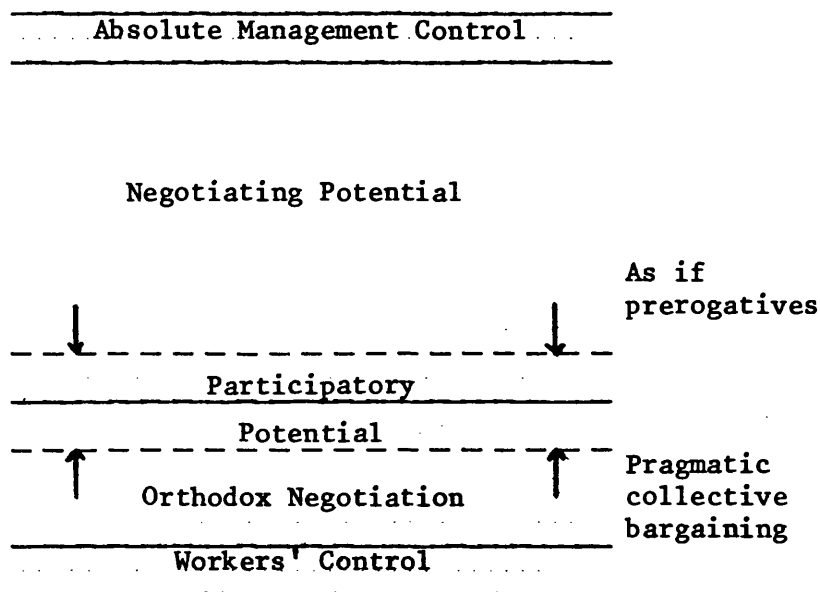 Absolute Management Control
Negotiating Potential
As if
prerogatives
Participatory
Potential
Pragmatic
Orthodox Negotiation
collective
bargaining
Workers' Control